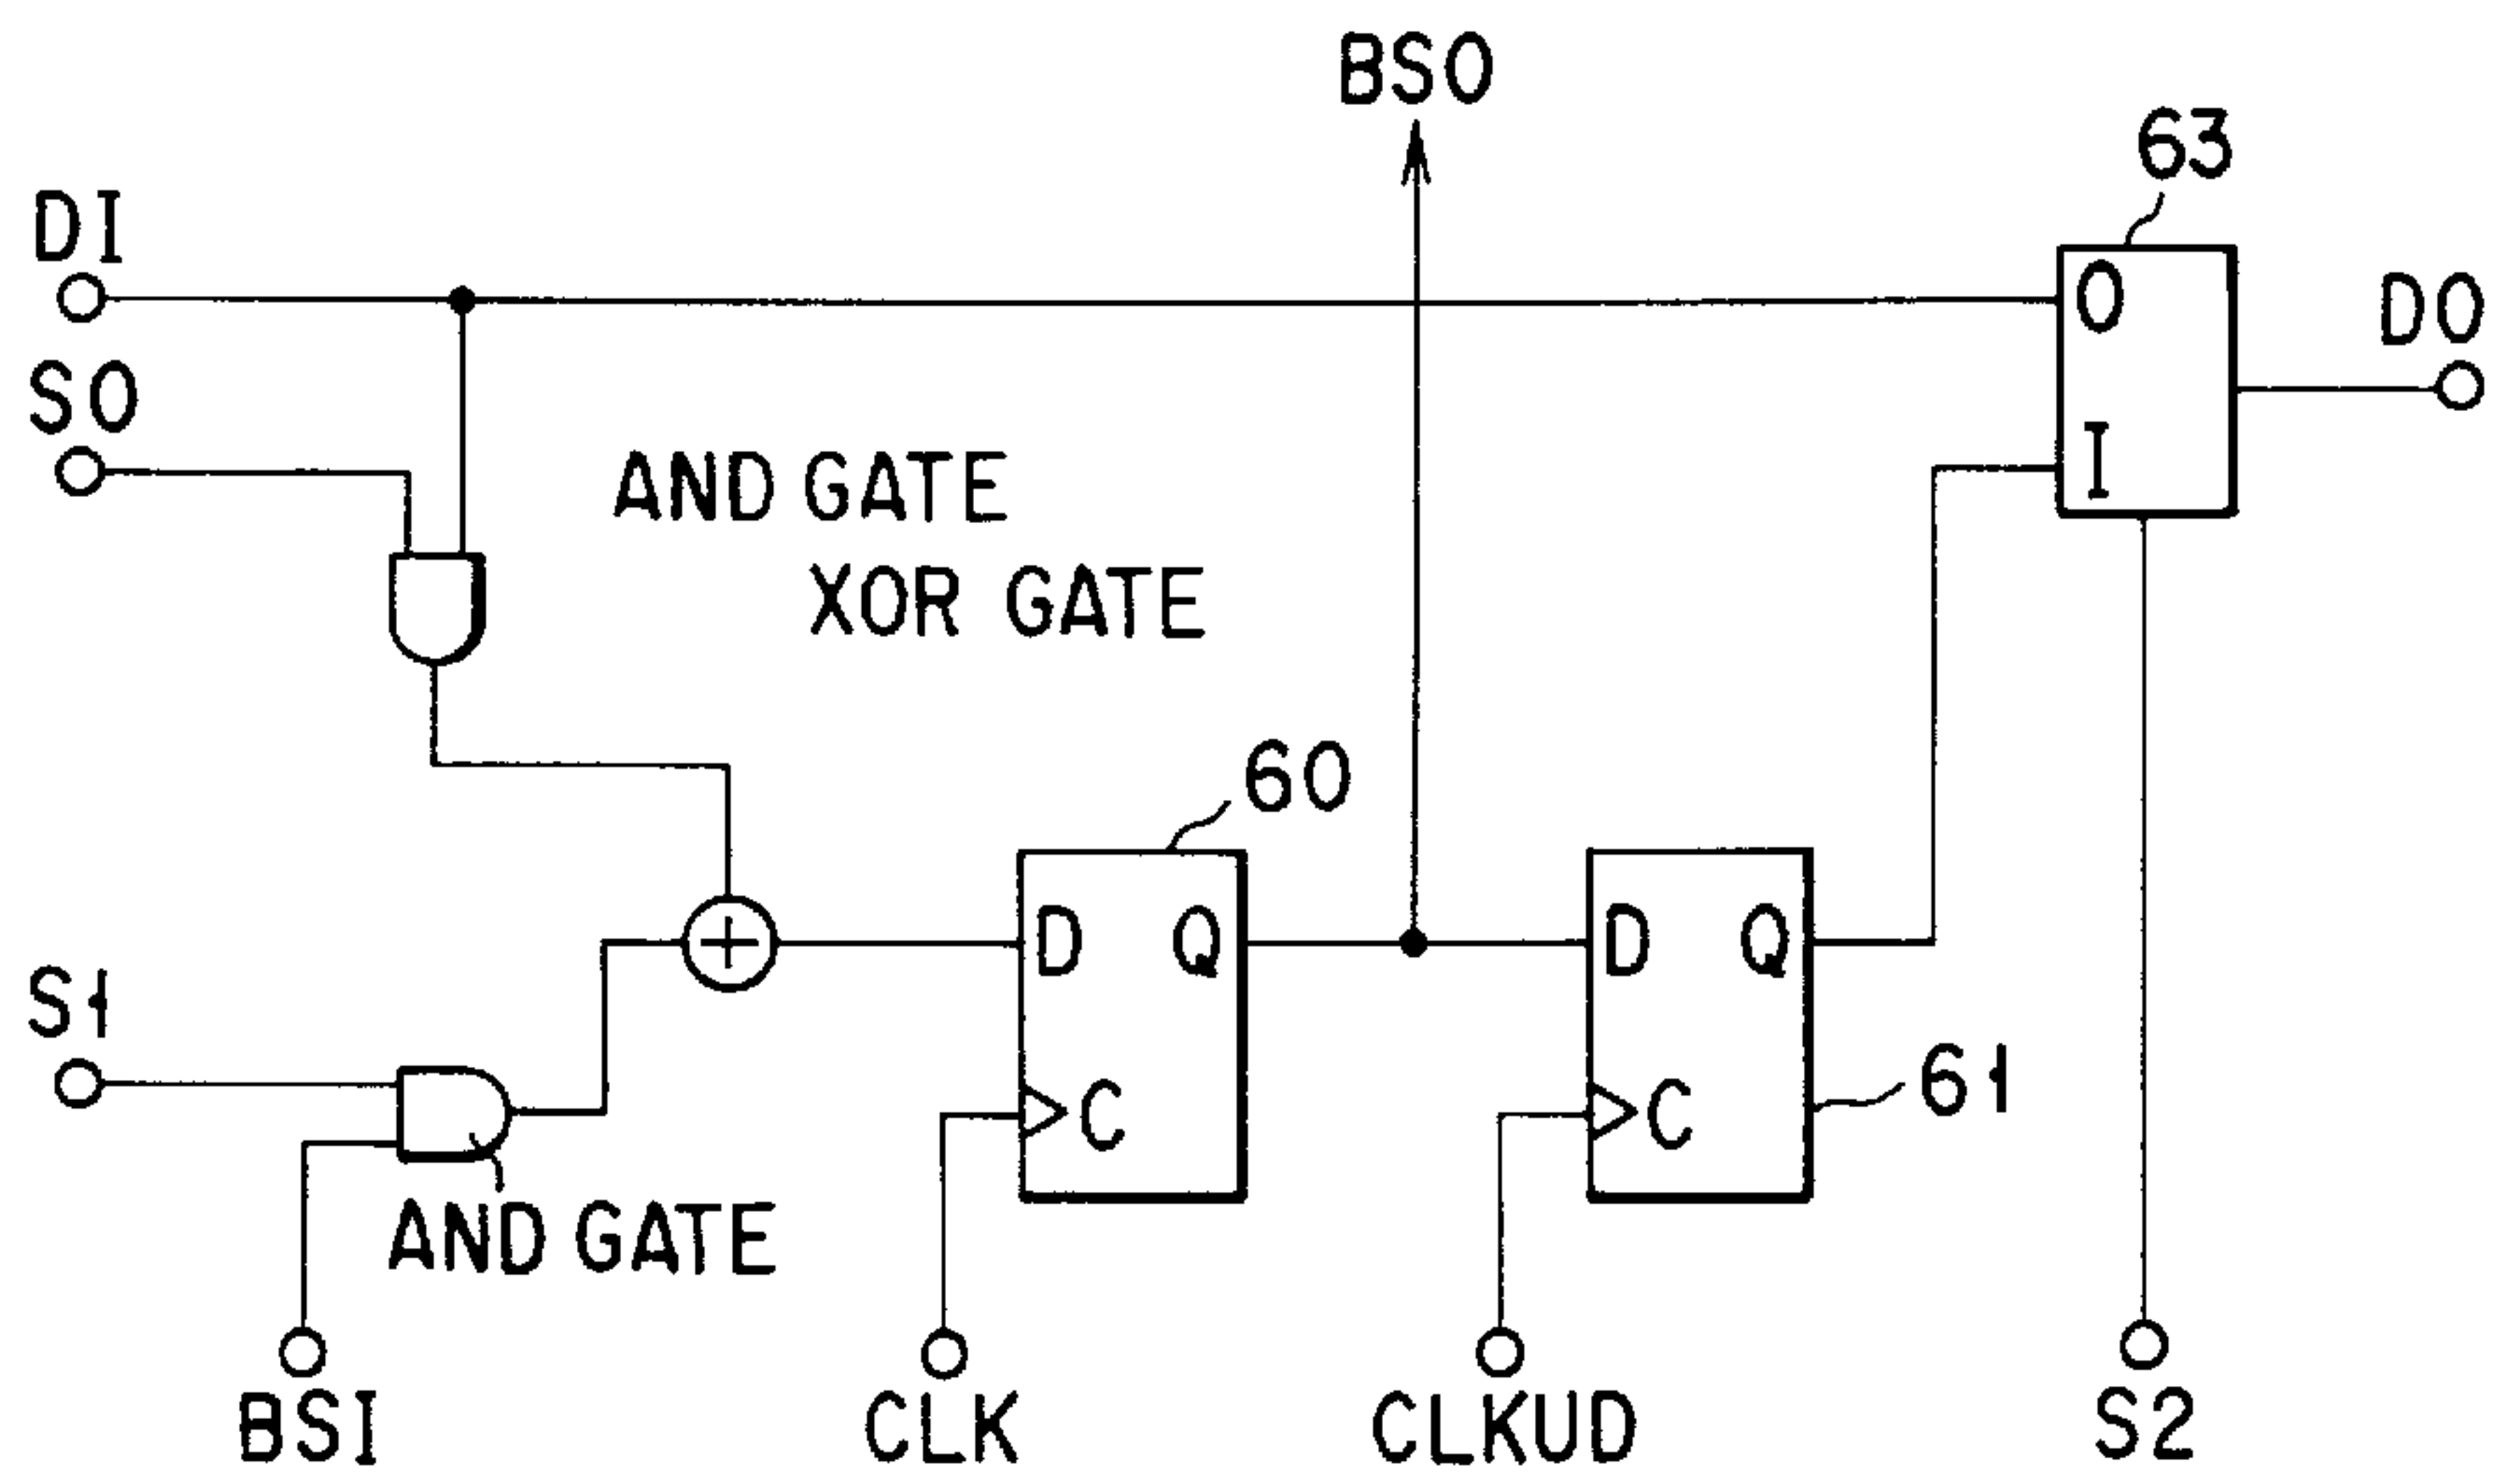 BSO
63
DI
O
DO
SO
I
AND GATE
XOR GATE
60
D Q
D Q
S1
C
C
61
AND GATE
BSI
CLK
CLKUD
S2